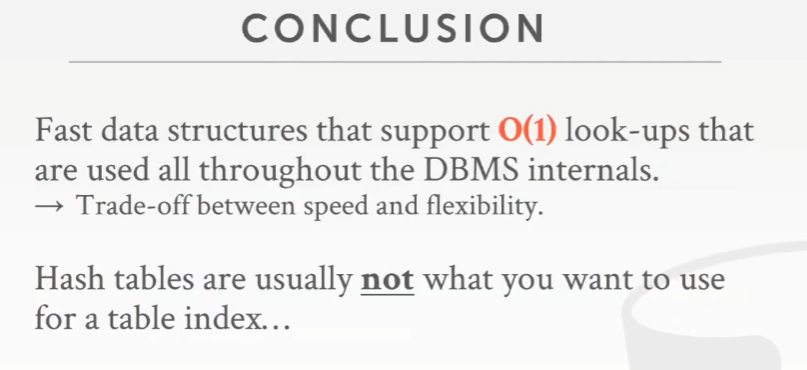 CONCLUSION
Fast data structures that support O(1) look-ups that
are used all throughout the DBMS internals.
→ Trade-off between speed and flexibility.
Hash tables are usually not what you want to use
for a table index…